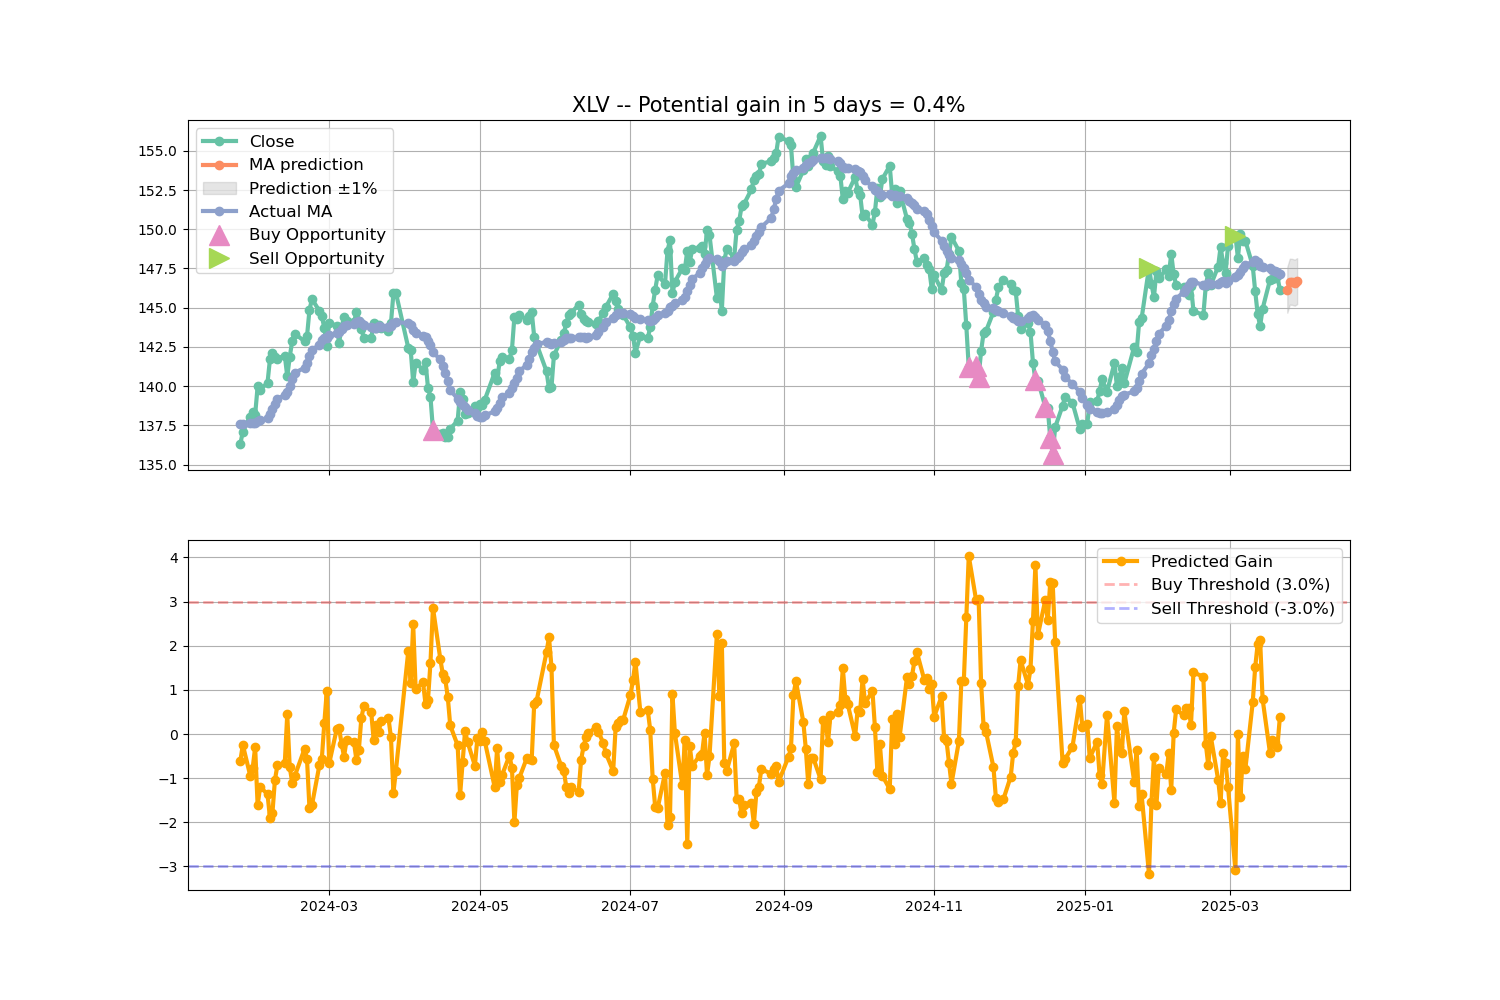 XLV -- Potential gain in 5 days = 0.4%
Close
MA prediction
Prediction ±1%
Actual MA
Buy Opportunity
Sell Opportunity
155.0
152.5
150.0
147.5
145.0
142.5
140.0
137.5
135.0
Predicted Gain
Buy Threshold (3.0%)
Sell Threshold (-3.0%)
4
3
2
1
0
−1
−2
−3
2024-03 2024-05 2024-07 2024-09 2024-11 2025-01 2025-03